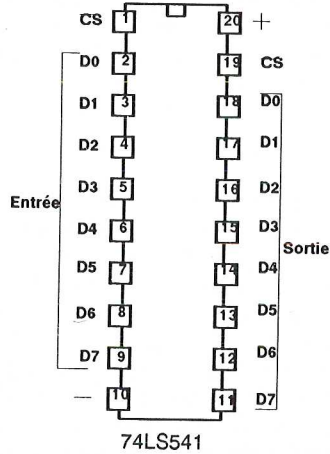 CS 1 20 +
D0 2 19 CS
D1 3 18 D0
D2 4 17 D1
D3 5 16 D2
Entrée
D4 6 15 D3
Sortie
D5 7 14 D4
D6 8 13 D5
D7 9 12 D6
— 10 11 D7
74LS541